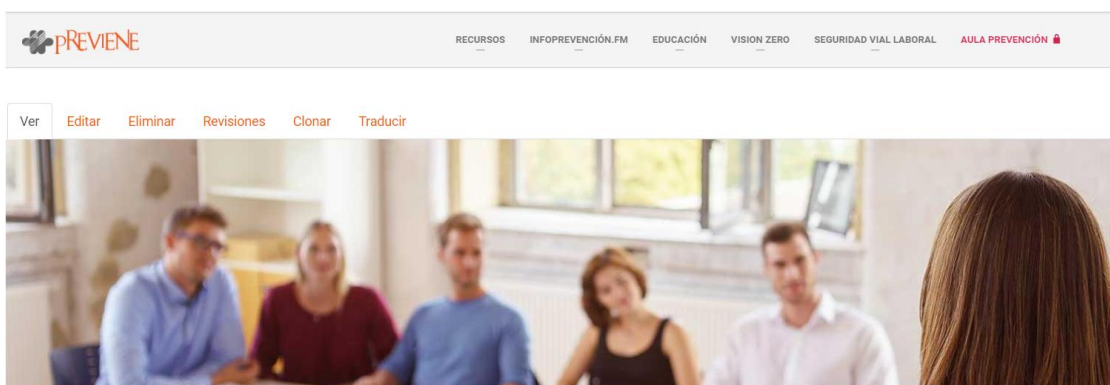 PREVIENE
RECURSOS INFOPREVENCIÓN.FM EDUCACIÓN VISION ZERO SEGURIDAD VIAL LABORAL AULA PREVENCIÓN
Ver Editar Eliminar Revisiones Clonar Traducir